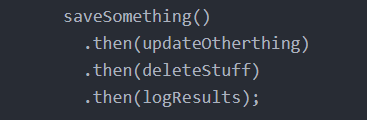 saveSomething()
.then(updateOtherthing)
.then(deleteStuff)
.then(logResults);